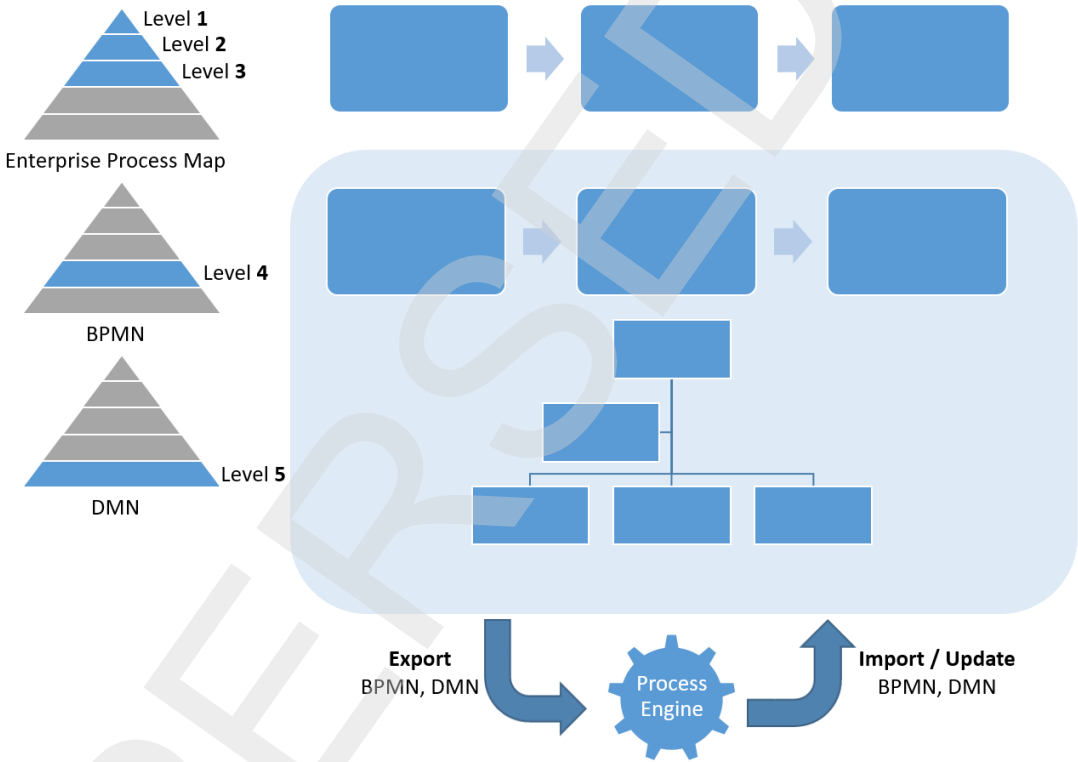 Level 1
Level 2
Level 3
Enterprise Process Map
Level 4
BPMN
Level 5
DMN
Export
BPMN, DMN
Process
Engine
Import / Update
BPMN, DMN
PERSED